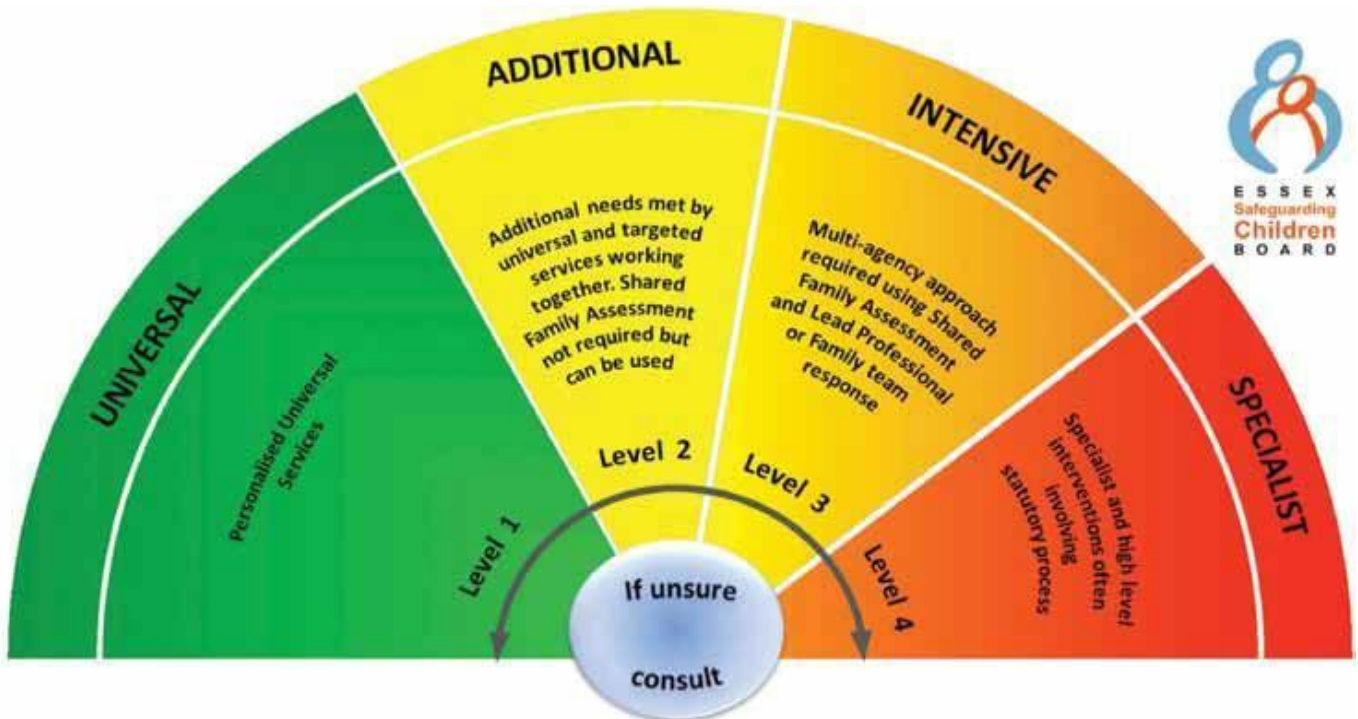 UNIVERSAL
Personalised Universal
Services
Level 1
ADDITIONAL
Additional needs met by
universal and targeted
services working
together. Shared
Family Assessment
not required but
can be used
Level 2
INTENSIVE
Multi-agency approach
required using Shared
Family Assessment
and Lead Professional
or Family team
response
Level 3
SPECIALIST
Specialist and high level
interventions often
involving
statutory process
Level 4
If unsure
consult
ESSEX
Safeguarding
Children
BOARD